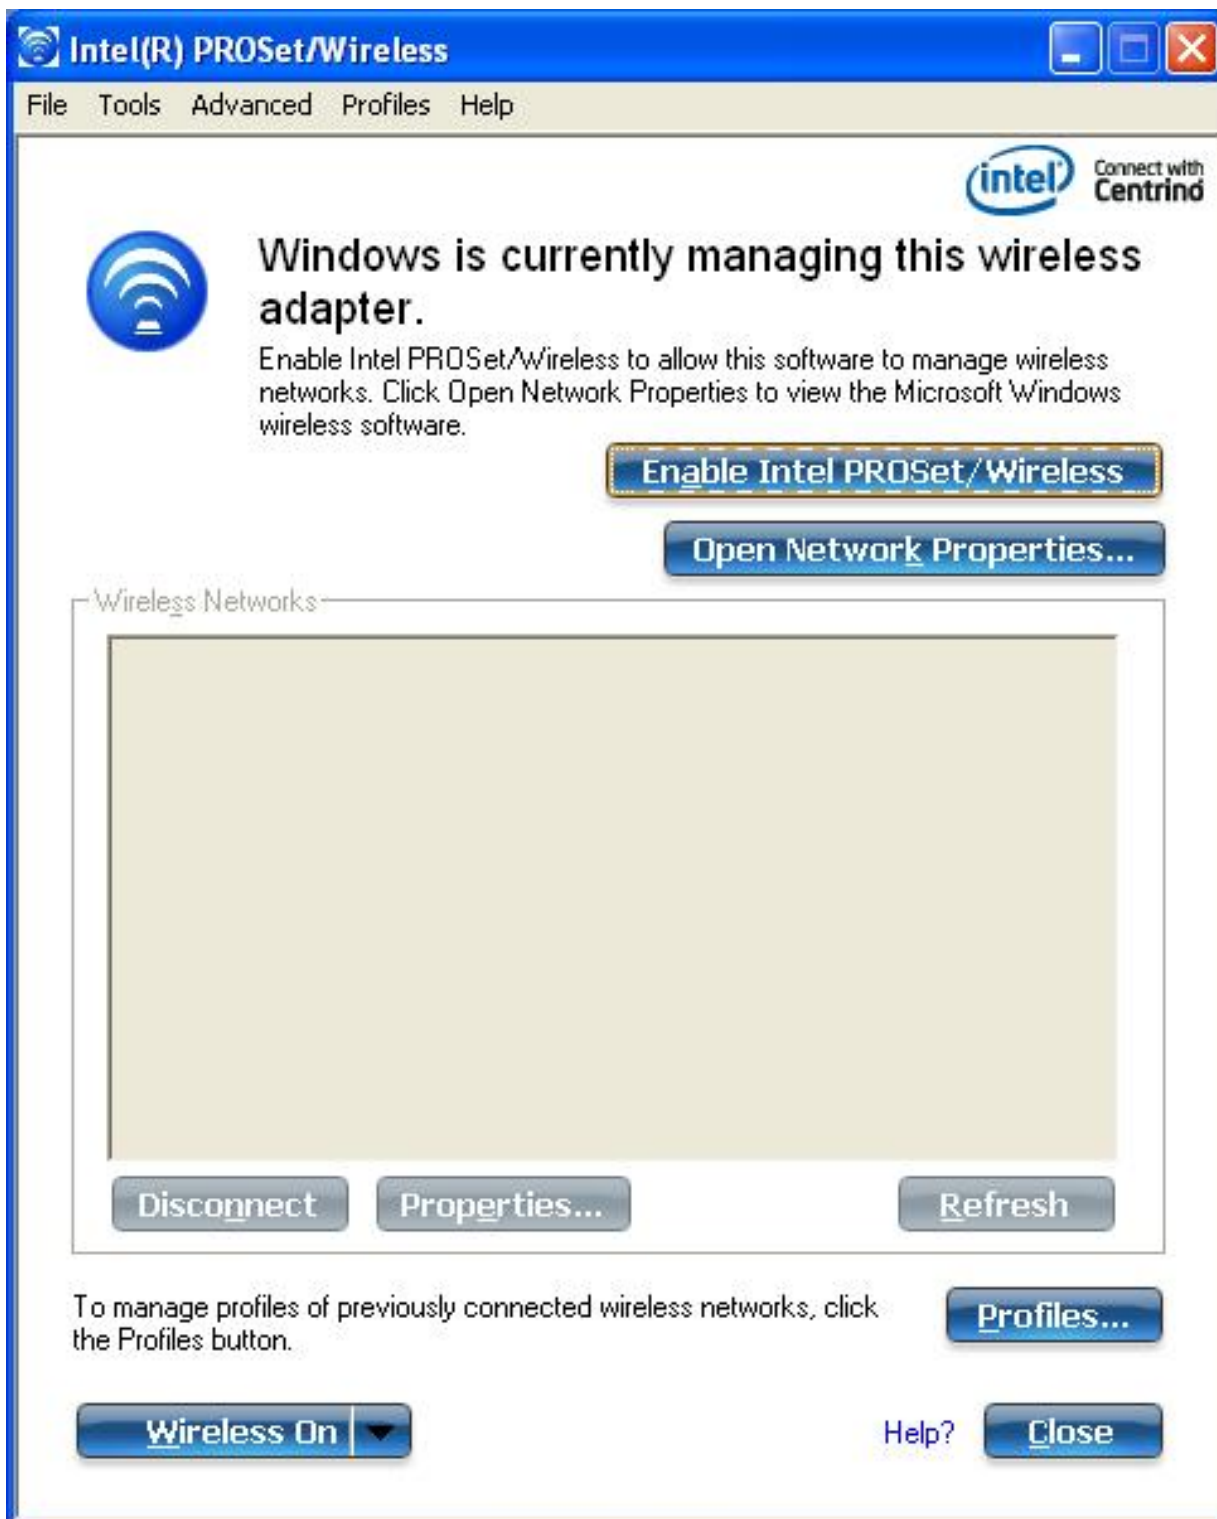 Intel(R) PROSet/Wireless
File Tools Advanced Profiles Help
intel Connect with
Centrino
Windows is currently managing this wireless
adapter.
Enable Intel PROSet/Wireless to allow this software to manage wireless
networks. Click Open Network Properties to view the Microsoft Windows
wireless software.
Enable Intel PROSet/Wireless
Open Network Properties...
Wireless Networks
Disconnect Properties... Refresh
To manage profiles of previously connected wireless networks, click
the Profiles button.
Profiles...
Wireless On Help? Close